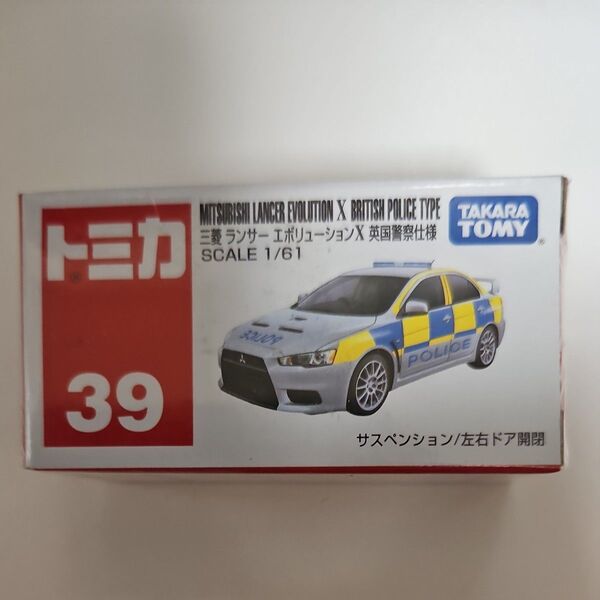 トミカ
®
39
MITSUBISHI LANCER EVOLUTION X BRITISH POLICE TYPE
三菱 ランサー エボリューションX 英国警察仕様
SCALE 1/61
TAKARA
TOMY
®
POLICE
POLICE
サスペンション/左右ドア開閉